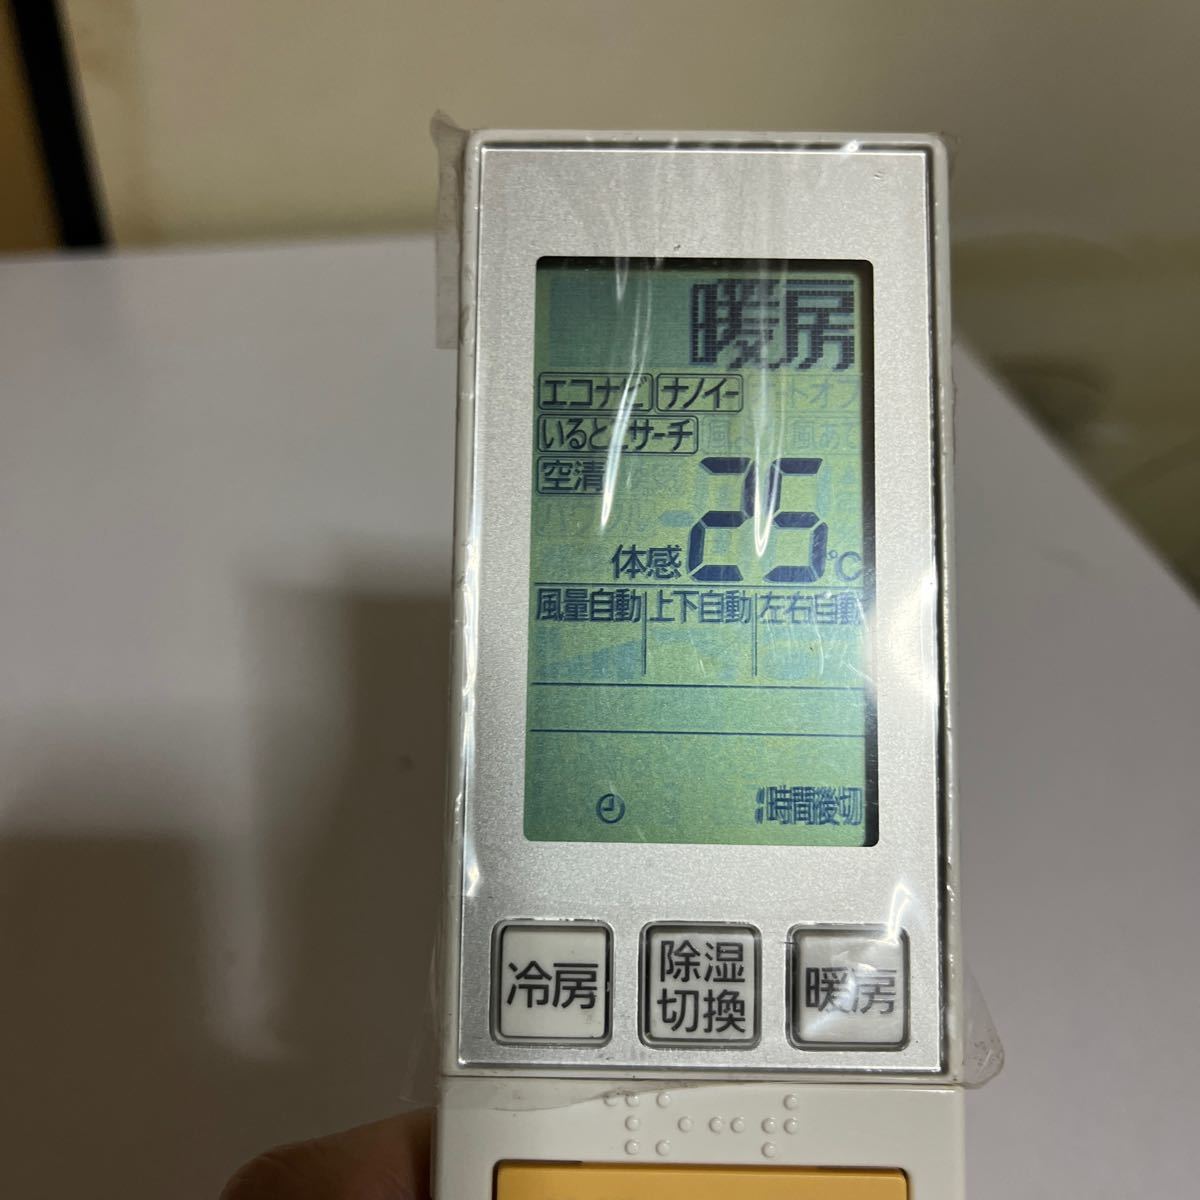 暖房
エコナビ ナノイー
いるとこサーチ
空清
25
体感 ℃
風量自動 上下自動 左右自動
時間後切
冷房 除湿切換 暖房